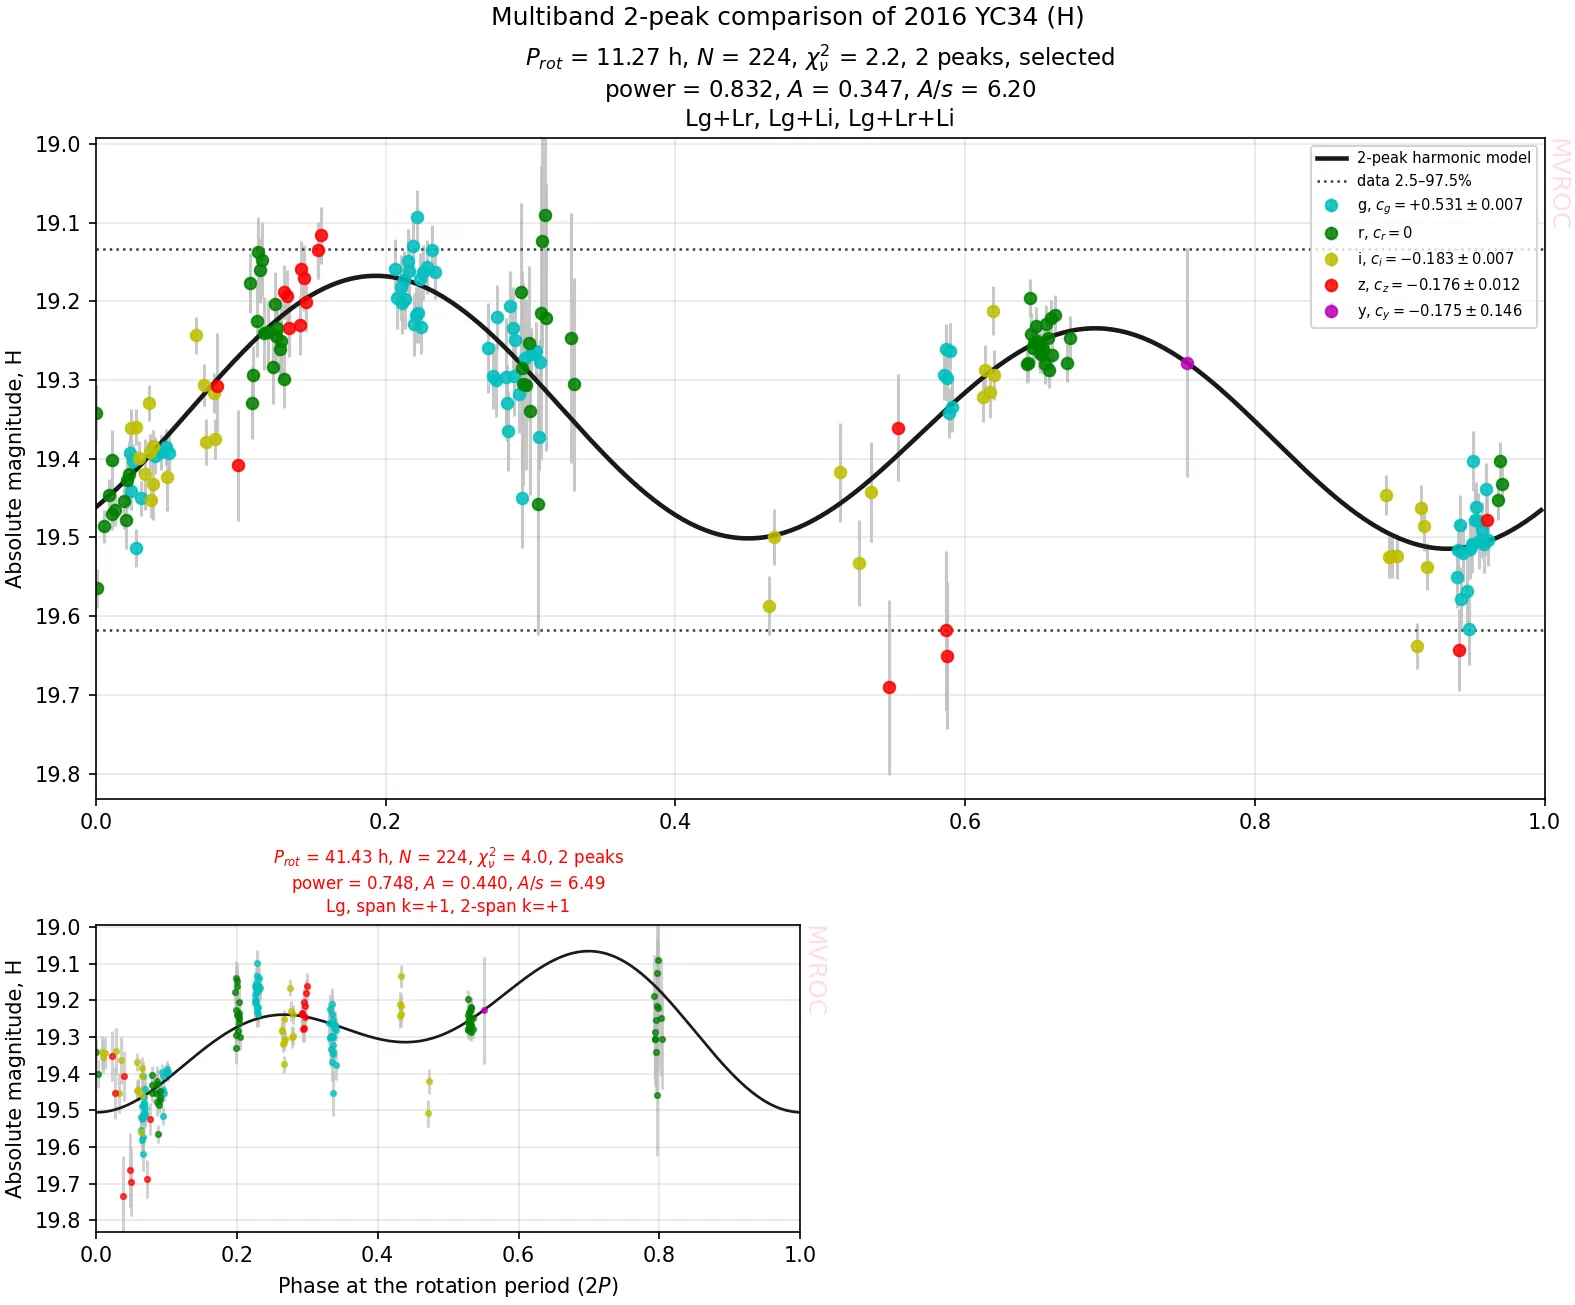 Multiband 2-peak comparison of 2016 YC34 (H)
P_rot = 11.27 h, N = 224, χ²_ν = 2.2, 2 peaks, selected
power = 0.832, A = 0.347, A/s = 6.20
Lg+Lr, Lg+Li, Lg+Lr+Li
Absolute magnitude, H
19.0
19.1
19.2
19.3
19.4
19.5
19.6
19.7
19.8
0.0 0.2 0.4 0.6 0.8 1.0
2-peak harmonic model
data 2.5–97.5%
g, c_g = +0.531 ± 0.007
r, c_r = 0
i, c_i = −0.183 ± 0.007
z, c_z = −0.176 ± 0.012
y, c_y = −0.175 ± 0.146
MVROC
P_rot = 41.43 h, N = 224, χ²_ν = 4.0, 2 peaks
power = 0.748, A = 0.440, A/s = 6.49
Lg, span k=+1, 2-span k=+1
Absolute magnitude, H
19.0
19.1
19.2
19.3
19.4
19.5
19.6
19.7
19.8
0.0 0.2 0.4 0.6 0.8 1.0
Phase at the rotation period (2P)
MVROC